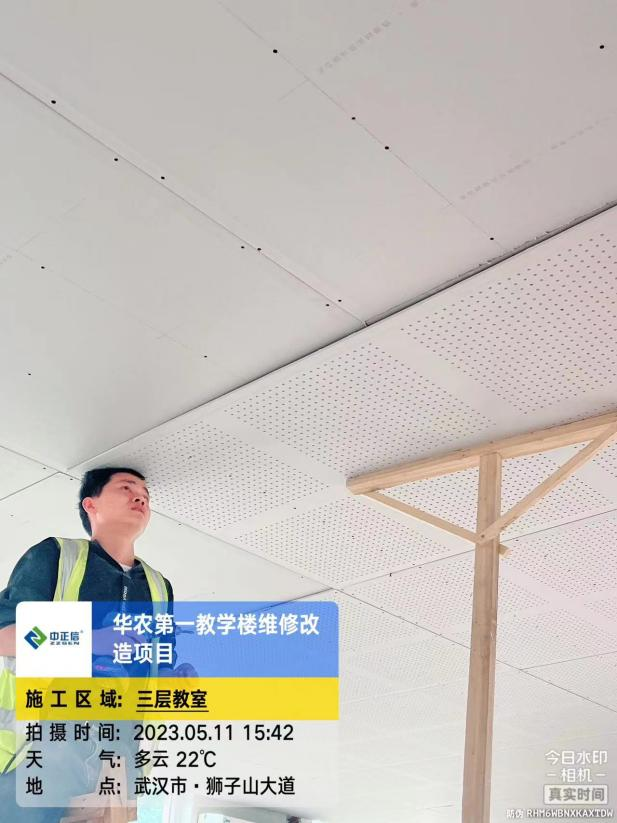 中正信®
ZZSEN
华农第一教学楼维修改
造项目
施工区域: 三层教室
拍摄时间: 2023.05.11 15:42
天气: 多云 22℃
地点: 武汉市·狮子山大道
今日水印
-相机-
真实时间
防伪 RHM6WBNXKAXTDW